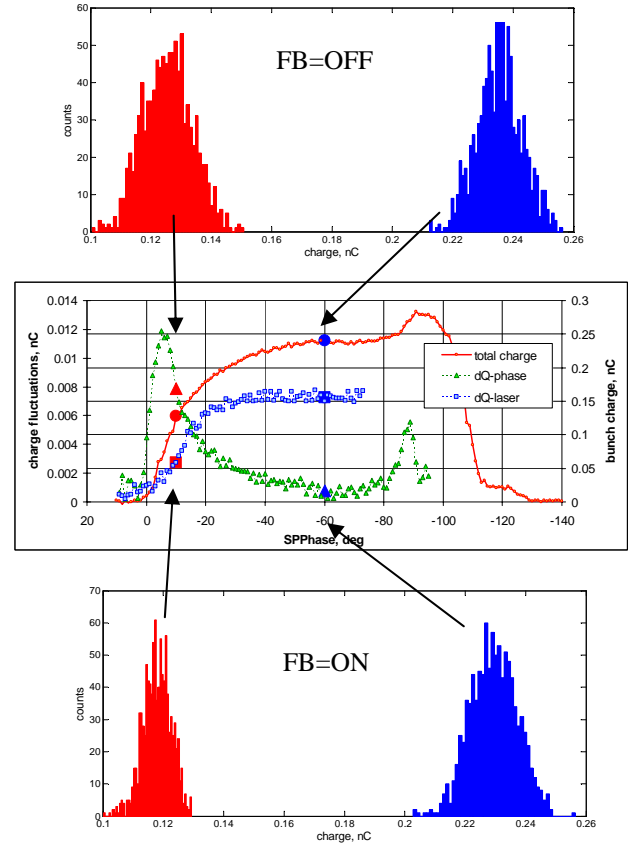 60
50
40
30
20
10
0
counts
FB=OFF
0.1 0.12 0.14 0.16 0.18 0.2 0.22 0.24 0.26
charge, nC
0.014
0.012
0.01
0.008
0.006
0.004
0.002
0
charge fluctuations, nC
0.3
0.25
0.2
0.15
0.1
0.05
0
bunch charge, nC
total charge
dQ-phase
dQ-laser
20 0 -20 -40 -60 -80 -100 -120 -140
SPPhase, deg
70
60
50
40
30
20
10
0
counts
FB=ON
0.1 0.12 0.14 0.16 0.18 0.2 0.22 0.24 0.26
charge, nC